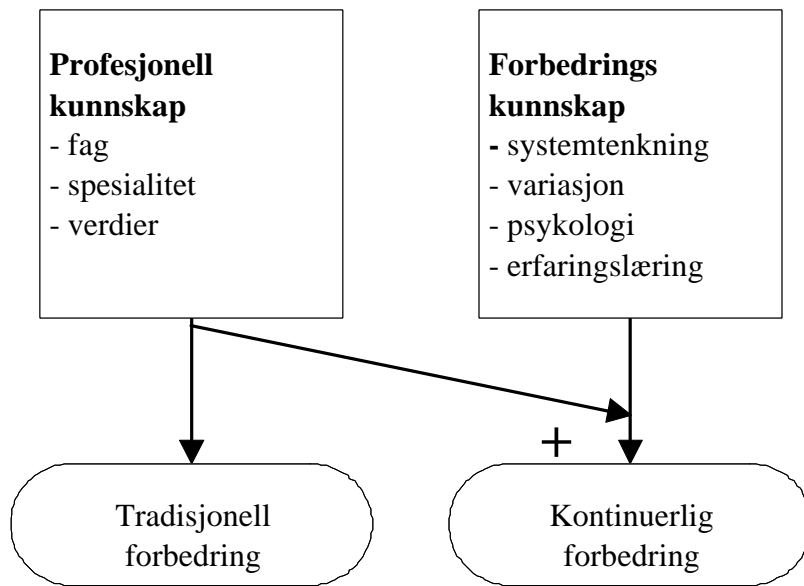 Profesjonell
kunnskap
- fag
- spesialitet
- verdier
Forbedrings
kunnskap
- systemtenkning
- variasjon
- psykologi
- erfaringslæring
+
Tradisjonell
forbedring
Kontinuerlig
forbedring